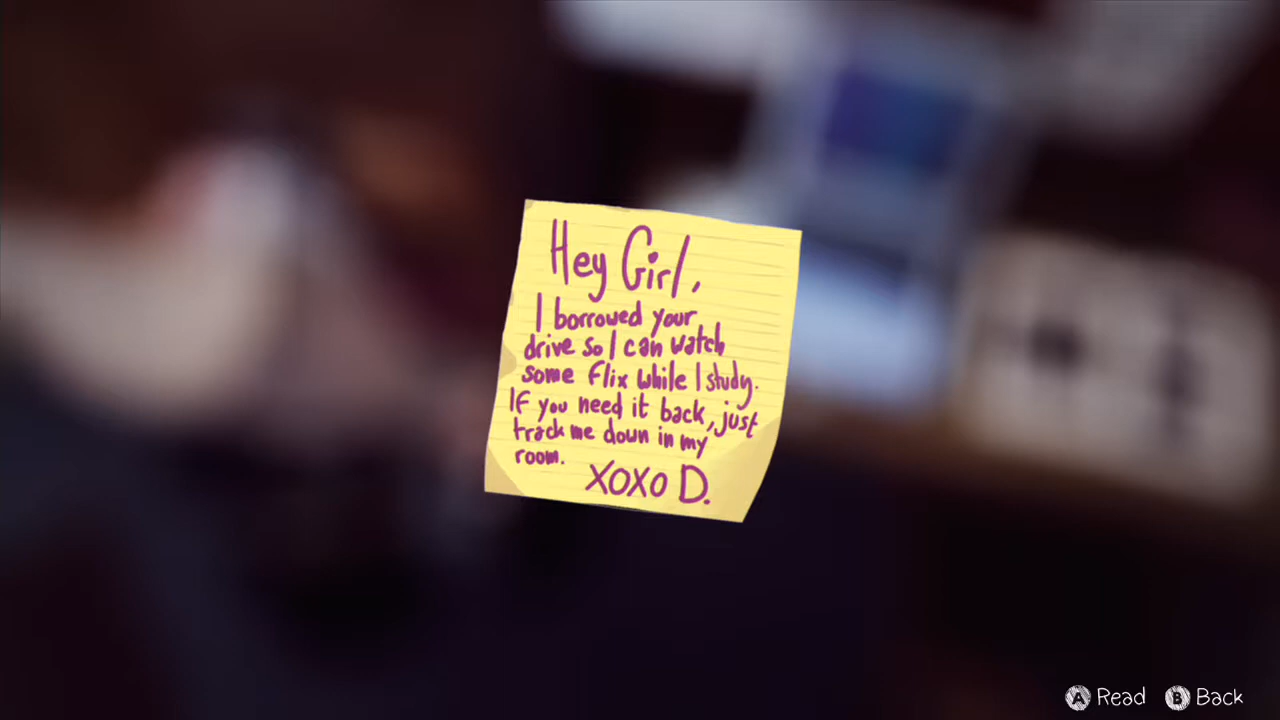 Hey Girl,
I borrowed your
drive so I can watch
some Flix while I study.
If you need it back, just
track me down in my
room.
XOXO D.
A Read B Back